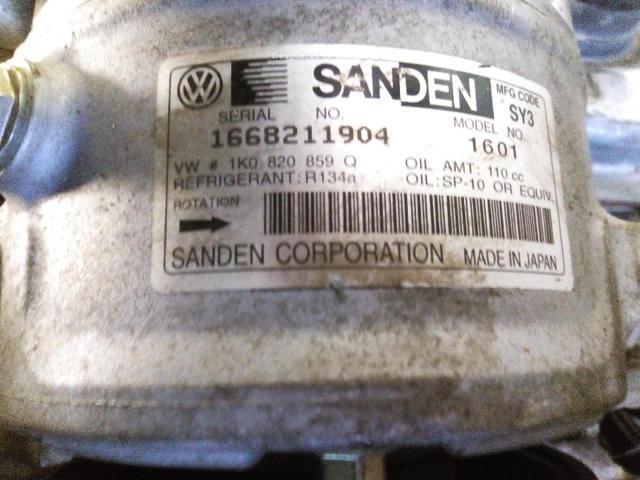 VW SANDEN MFG CODE
SERIAL NO. SY3
1668211904 MODEL NO.
1601
VW # 1K0 820 859 Q OIL AMT: 110 cc
REFRIGERANT: R134a OIL: SP-10 OR EQUIV.
ROTATION
SANDEN CORPORATION MADE IN JAPAN